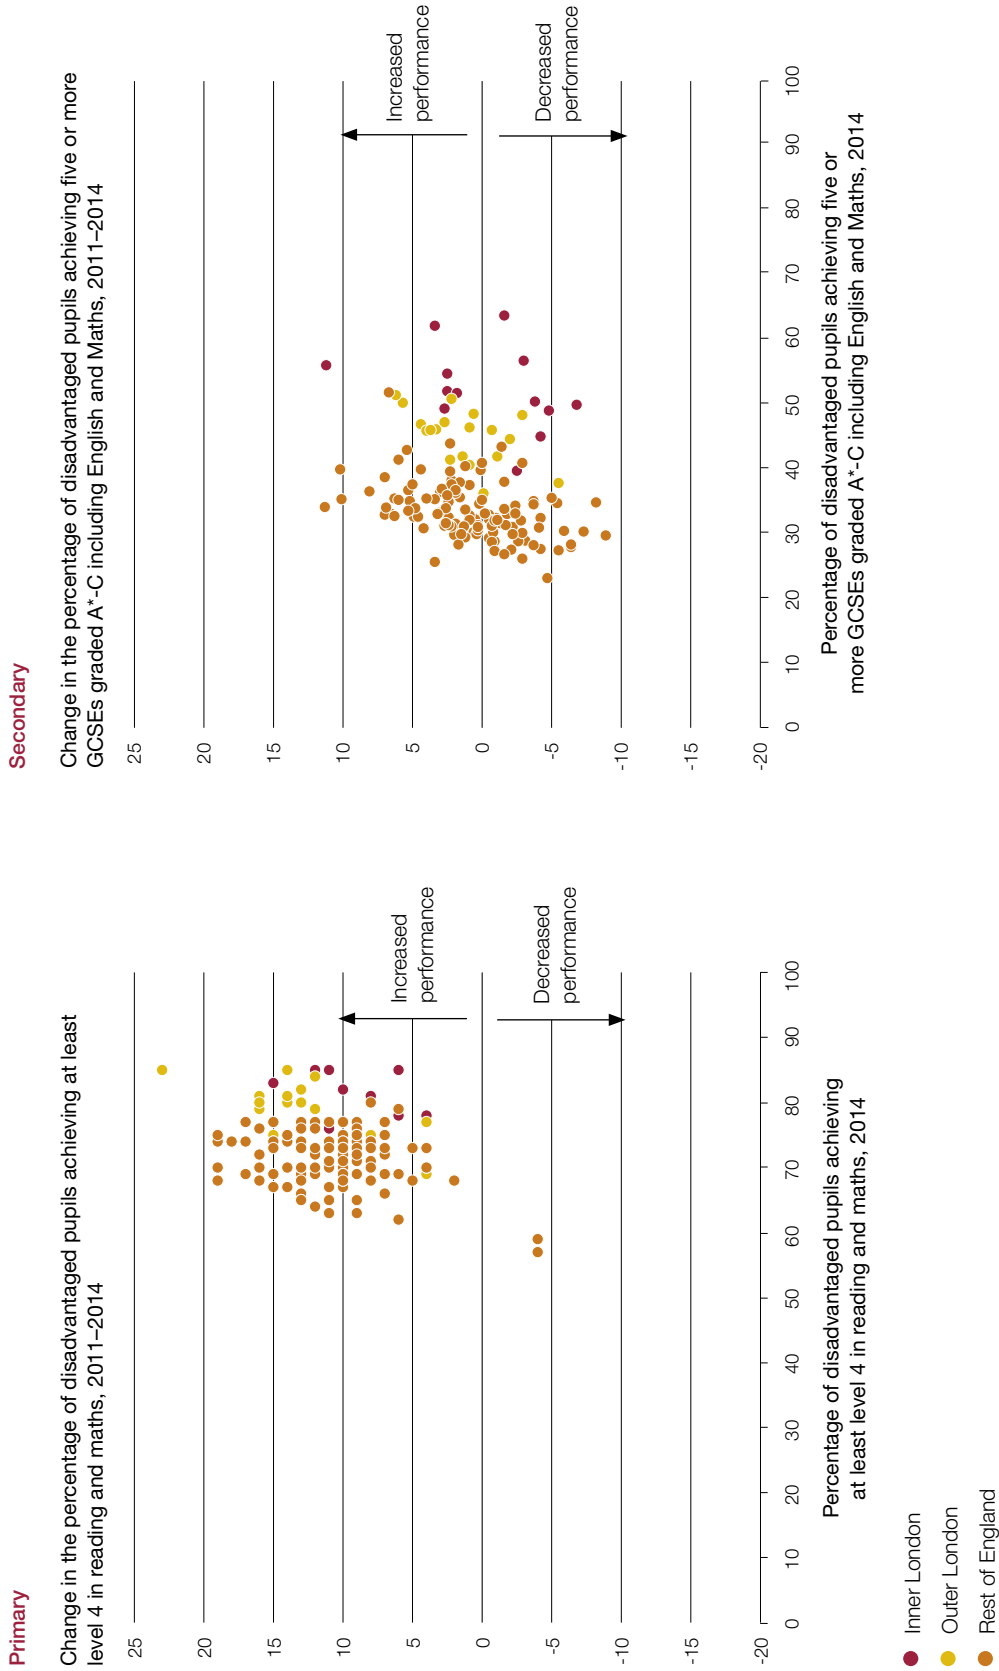 Primary
Change in the percentage of disadvantaged pupils achieving at least
level 4 in reading and maths, 2011–2014
25
20
15
10
5
0
-5
-10
-15
-20
Increased
performance
Decreased
performance
0 10 20 30 40 50 60 70 80 90 100
Percentage of disadvantaged pupils achieving
at least level 4 in reading and maths, 2014
Secondary
Change in the percentage of disadvantaged pupils achieving five or more
GCSEs graded A*-C including English and Maths, 2011–2014
25
20
15
10
5
0
-5
-10
-15
-20
Increased
performance
Decreased
performance
0 10 20 30 40 50 60 70 80 90 100
Percentage of disadvantaged pupils achieving five or
more GCSEs graded A*-C including English and Maths, 2014
Inner London
Outer London
Rest of England